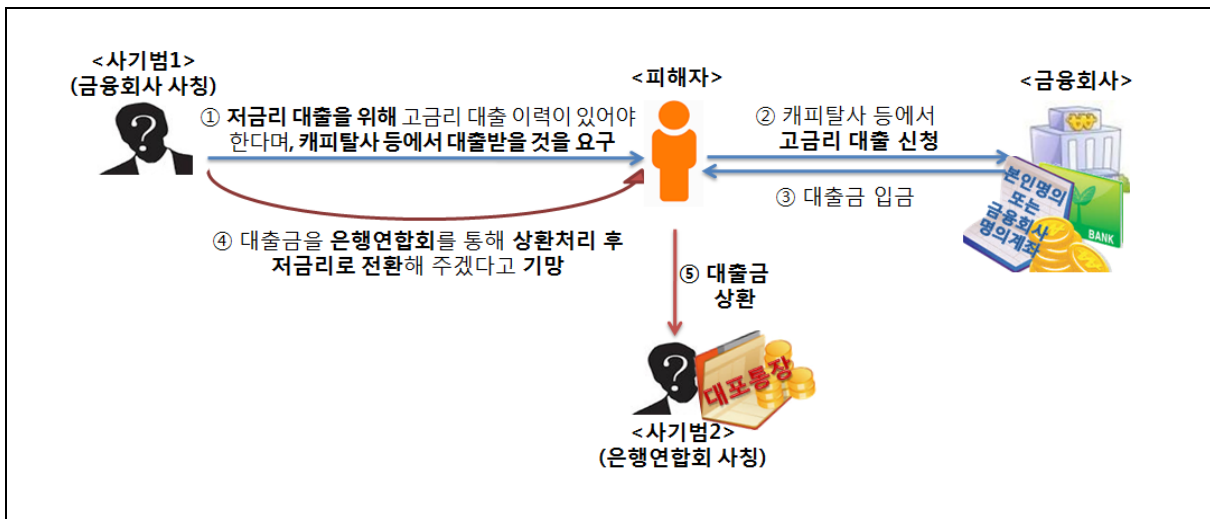 <사기범1>
(금융회사 사칭)
<피해자>
<금융회사>
① 저금리 대출을 위해 고금리 대출 이력이 있어야
한다며, 캐피탈사 등에서 대출받을 것을 요구
② 캐피탈사 등에서
고금리 대출 신청
③ 대출금 입금
본인명의
또는
금융회사
명의계좌
BANK
④ 대출금을 은행연합회를 통해 상환처리 후
저금리로 전환해 주겠다고 기망
⑤ 대출금
상환
대포통장
<사기범2>
(은행연합회 사칭)